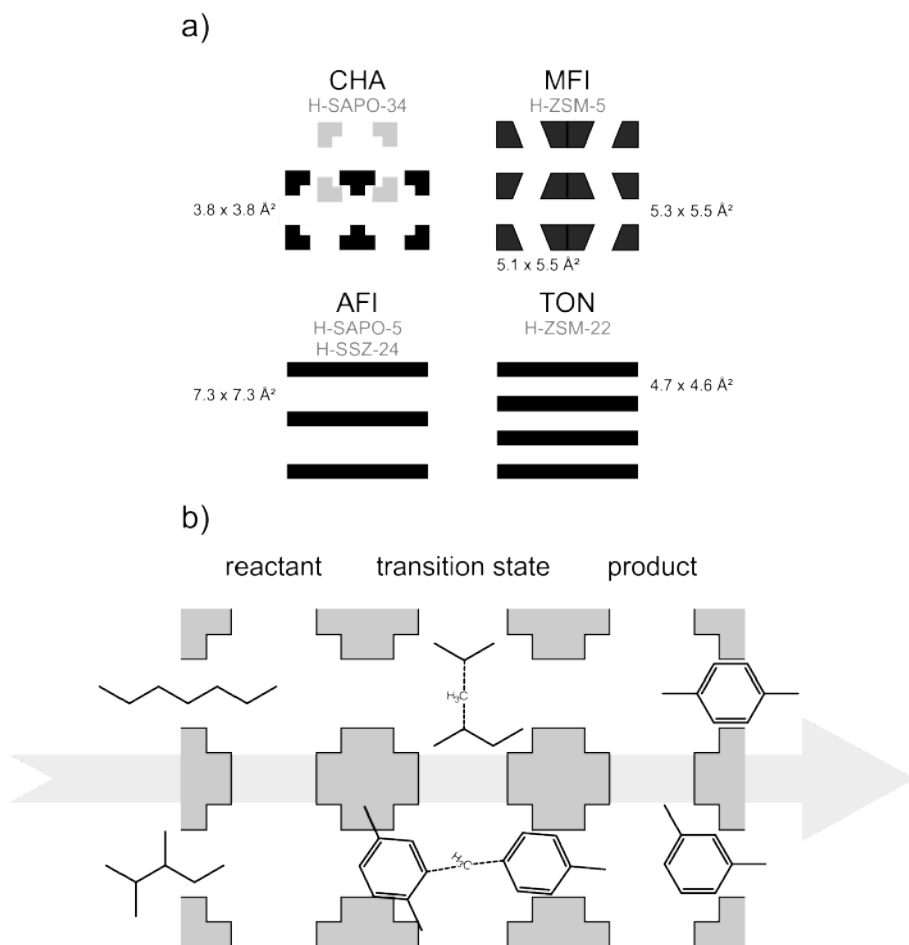 a)
CHA
H-SAPO-34
3.8 x 3.8 Å²
MFI
H-ZSM-5
5.3 x 5.5 Å²
5.1 x 5.5 Å²
AFI
H-SAPO-5
H-SSZ-24
7.3 x 7.3 Å²
TON
H-ZSM-22
4.7 x 4.6 Å²
b)
reactant transition state product
H₃C
H₃C